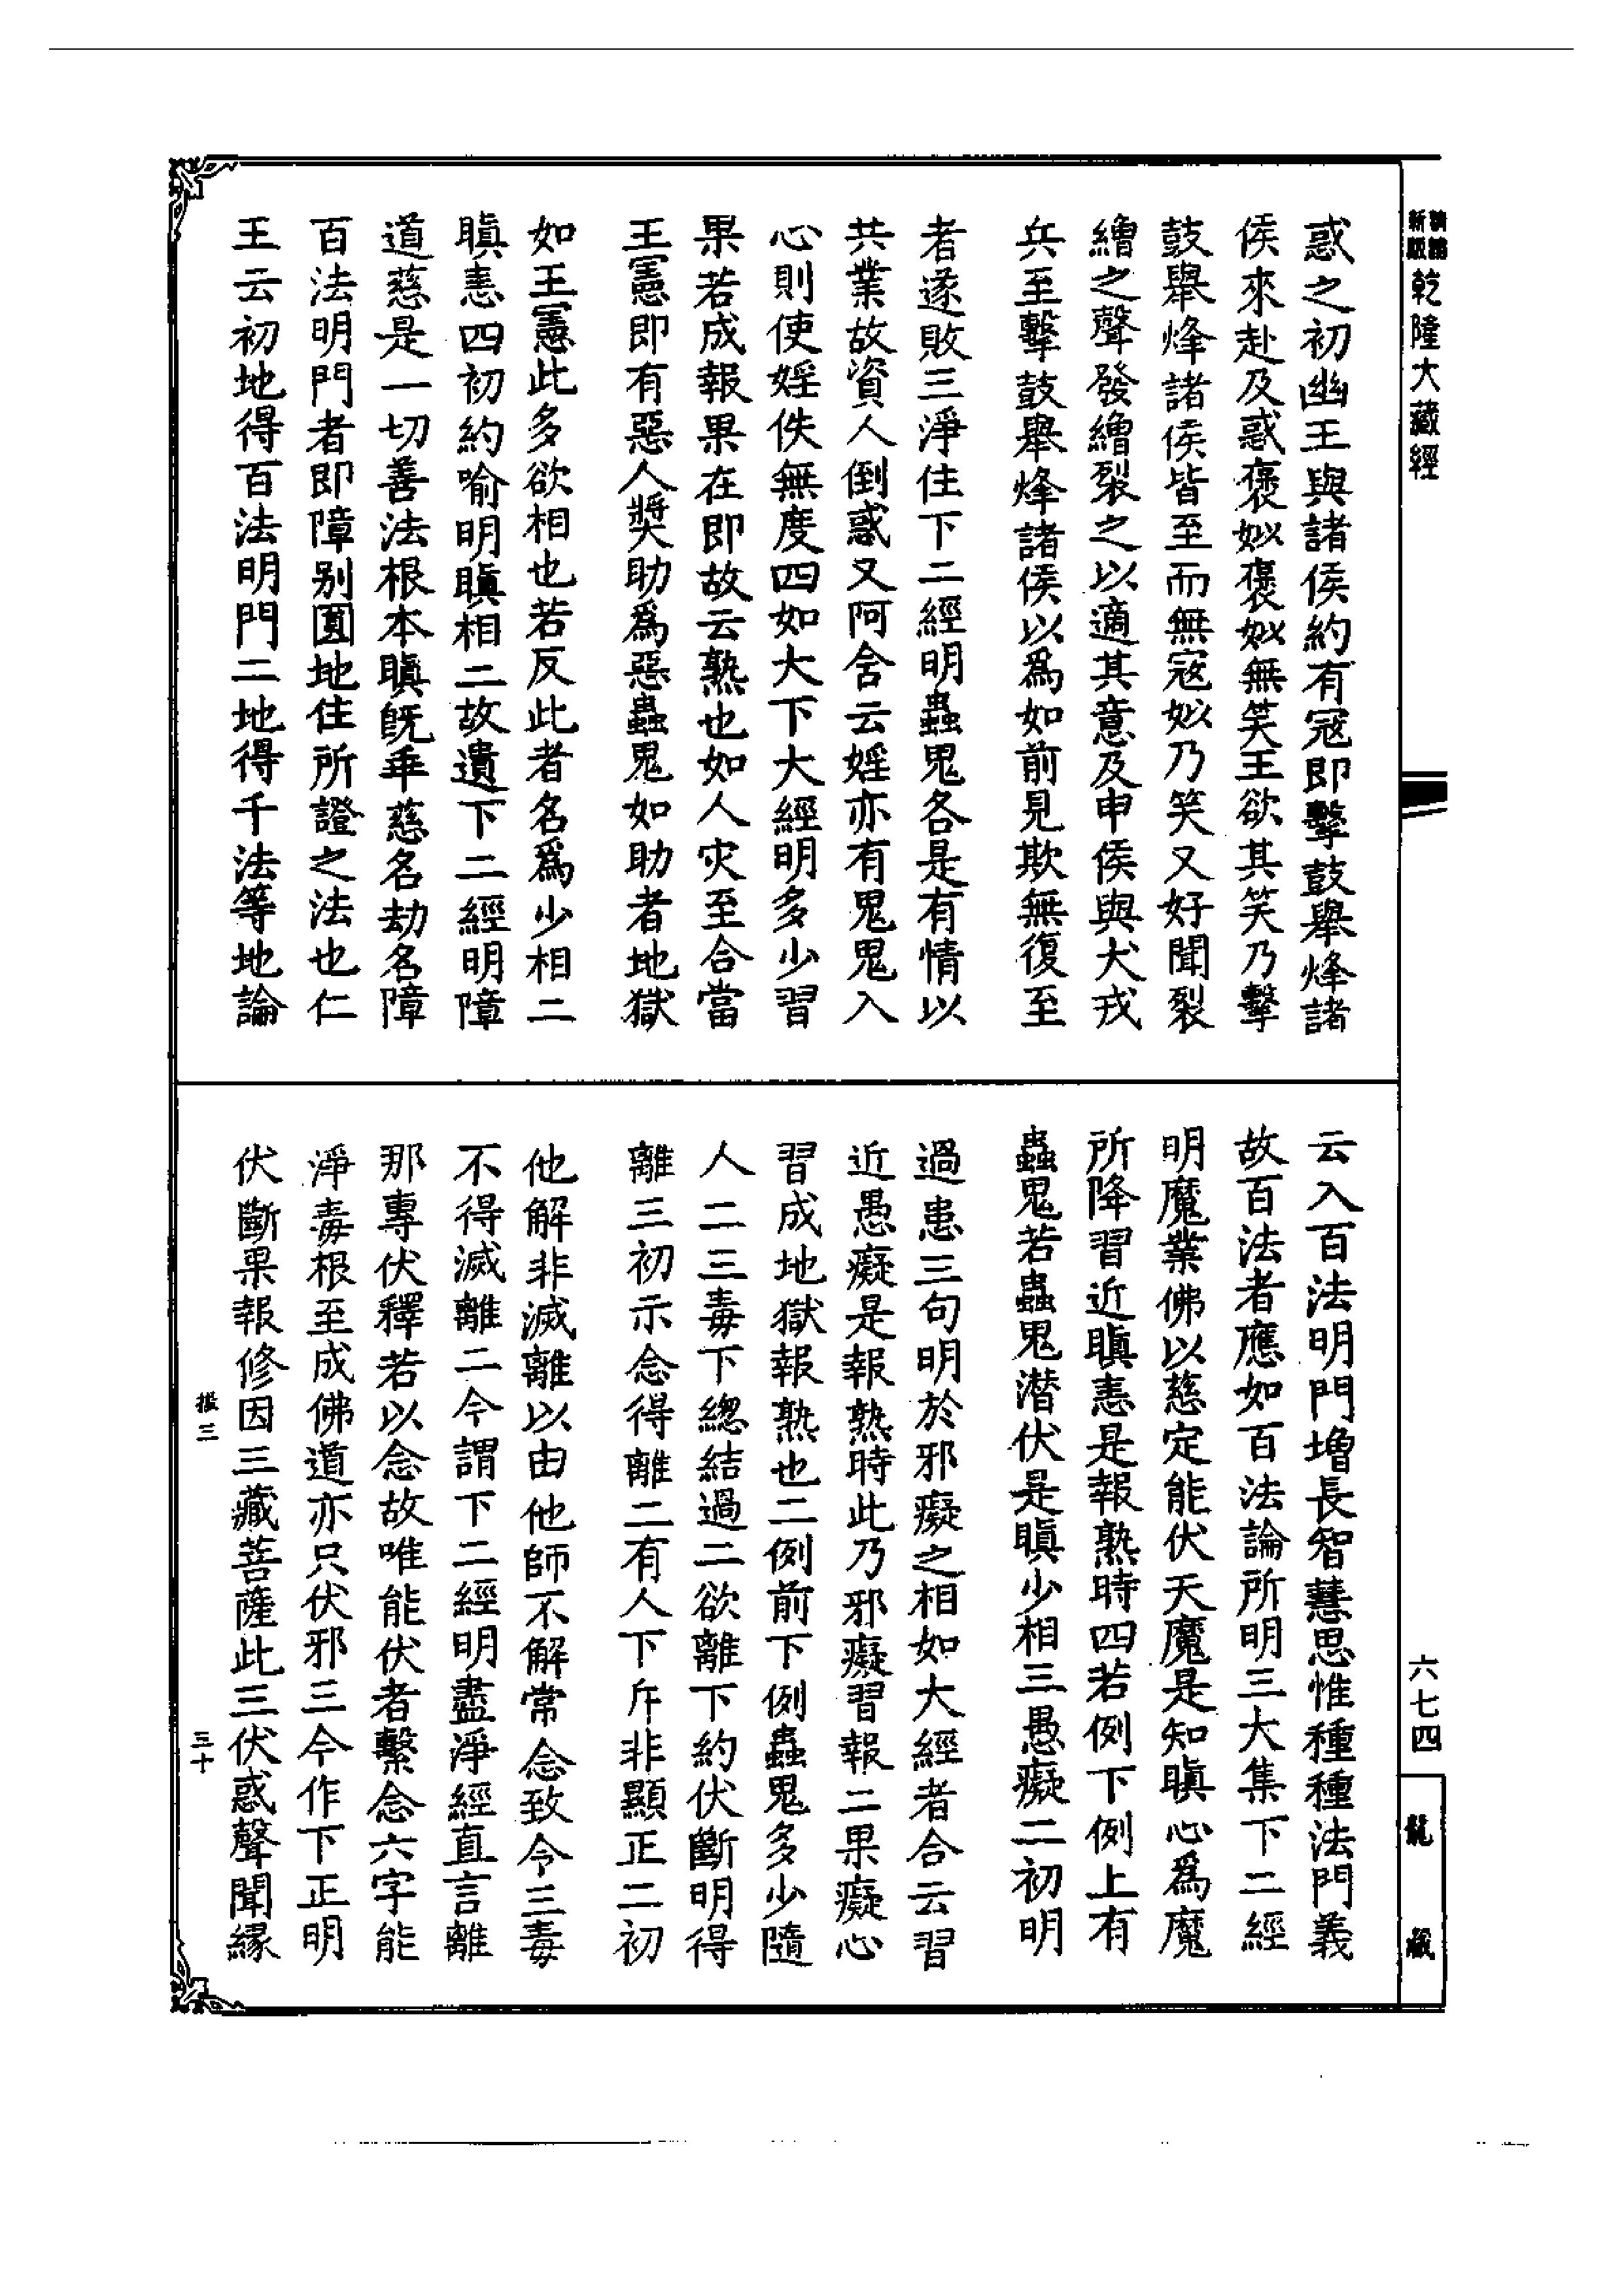 新版
精譜
乾隆大藏經
六七四
龍藏
惑之初幽王與諸侯約有寇即擊鼓舉烽諸
侯來赴及惑褒姒褒姒無笑王欲其笑乃擊
鼓舉烽諸侯皆至而無寇姒乃笑又好聞裂
繒之聲發繒裂之以適其意及申侯與犬戎
兵至擊鼓舉烽諸侯以為如前見欺無復至
者遂敗三淨住下二經明蟲鬼各是有情以
共業故資人倒惑又阿含云婬亦有鬼鬼入
心則使婬佚無度四如大下大經明多少習
果若成報果在即故云熟也如人灾至合當
王憲即有惡人奬助為惡蟲鬼如助者地獄
如王憲此多欲相也若反此者名為少相二
瞋恚四初約喻明瞋相二故遺下二經明障
道慈是一切善法根本瞋既乖慈名劫名障
百法明門者即障别圓地住所證之法也仁
王云初地得百法明門二地得千法等地論
云入百法明門増長智慧思惟種種法門義
故百法者應如百法論所明三大集下二經
明魔業佛以慈定能伏天魔是知瞋心為魔
所降習近瞋恚是報熟時四若例下例上有
蟲鬼若蟲鬼潜伏是瞋少相三愚癡二初明
過患三句明於邪癡之相如大經者合云習
近愚癡是報熟時此乃邪癡習報二果癡心
習成地獄報熟也二例前下例蟲鬼多少隨
人二三毒下緫結過二欲離下約伏斷明得
離三初示念得離二有人下斥非顯正二初
他解非滅離以由他師不解常念致令三毒
不得滅離二今謂下二經明盡淨經直言離
那專伏釋若以念故唯能伏者繫念六字能
淨毒根至成佛道亦只伏邪三今作下正明
伏斷果報修因三藏菩薩此三伏惑聲聞縁
三十